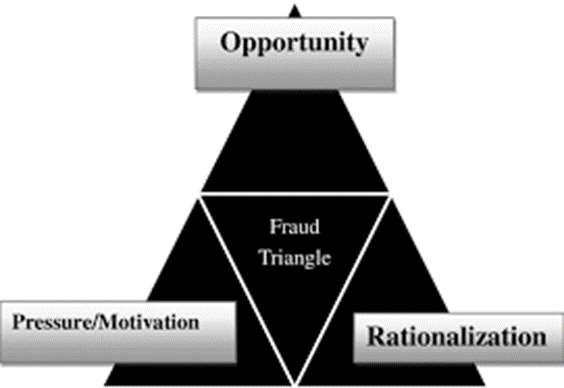 Opportunity
Fraud
Triangle
Pressure/Motivation
Rationalization